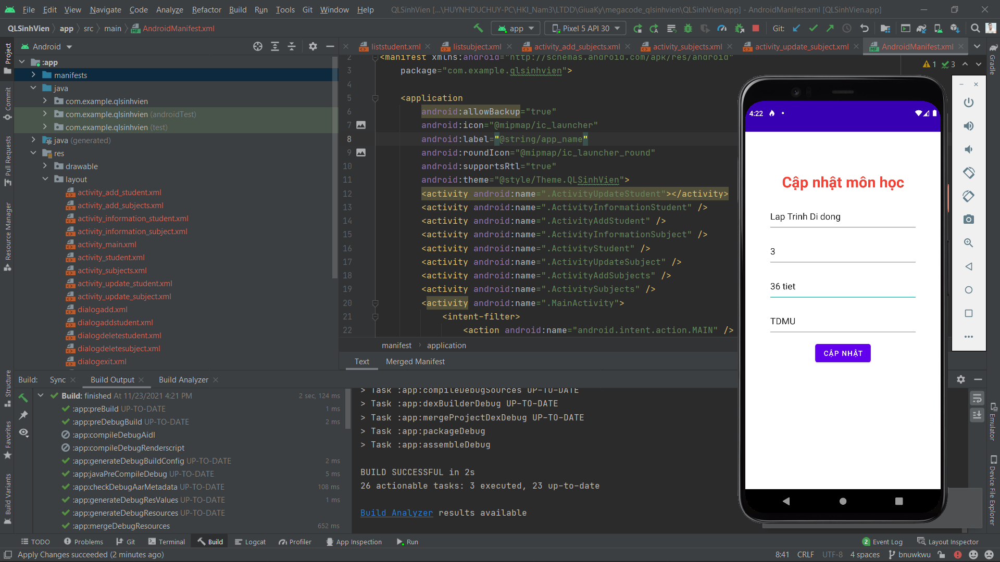 File Edit View Navigate Code Analyze Refactor Build Run Tools Git Window Help QLSinhVien [...\HUYNHDUCHUY-PC\HKI_Nam3\LTDD\GiuaKy\megacode_qlsinhvien\QLSinhVien\app] - AndroidManifest.xml [QLSinhVien.app]
QLSinhVien app src main AndroidManifest.xml app Pixel 5 API 30 Git:
Project
Commit
Pull Requests
Resource Manager
Structure
Favorites
Build Variants
Android
:app
manifests
java
com.example.qlsinhvien
com.example.qlsinhvien (androidTest)
com.example.qlsinhvien (test)
java (generated)
res
drawable
layout
activity_add_student.xml
activity_add_subjects.xml
activity_information_student.xml
activity_information_subject.xml
activity_main.xml
activity_student.xml
activity_subjects.xml
activity_update_student.xml
activity_update_subject.xml
dialogadd.xml
dialogaddstudent.xml
dialogdeletestudent.xml
dialogdeletesubject.xml
dialogexit.xml
liststudent.xml listsubject.xml activity_add_subjects.xml activity_subjects.xml activity_update_subject.xml AndroidManifest.xml
1 3
2 <manifest xmlns:android="http://schemas.android.com/apk/res/android"
3 package="com.example.qlsinhvien">
4
5 <application
6 android:allowBackup="true"
7 android:icon="@mipmap/ic_launcher"
8 android:label="@string/app_name"
9 android:roundIcon="@mipmap/ic_launcher_round"
10 android:supportsRtl="true"
11 android:theme="@style/Theme.QLSinhVien">
12 <activity android:name=".ActivityUpdateStudent"></activity>
13 <activity android:name=".ActivityInformationStudent" />
14 <activity android:name=".ActivityAddStudent" />
15 <activity android:name=".ActivityInformationSubject" />
16 <activity android:name=".ActivityStudent" />
17 <activity android:name=".ActivityUpdateSubject" />
18 <activity android:name=".ActivityAddSubjects" />
19 <activity android:name=".ActivitySubjects" />
20 <activity android:name=".MainActivity">
21 <intent-filter>
22 <action android:name="android.intent.action.MAIN" />
manifest application
Text Merged Manifest
4:22
Cập nhật môn học
Lap Trinh Di dong
3
36 tiet
TDMU
CẬP NHẬT
Gradle
Emulator
Device File Explorer
Build: Sync Build Output Build Analyzer
Build: finished At 11/23/2021 4:21 PM 2 sec, 124 ms
:app:preBuild UP-TO-DATE 1 ms
:app:preDebugBuild UP-TO-DATE 2 ms
:app:compileDebugAidl
:app:compileDebugRenderscript
:app:generateDebugBuildConfig UP-TO-DATE 2 ms
:app:javaPreCompileDebug UP-TO-DATE 5 ms
:app:checkDebugAarMetadata UP-TO-DATE 108 ms
:app:generateDebugResValues UP-TO-DATE 1 ms
:app:generateDebugResources UP-TO-DATE
:app:mergeDebugResources 652 ms
> Task :app:compileDebugSources UP-TO-DATE
> Task :app:dexBuilderDebug UP-TO-DATE
> Task :app:mergeProjectDexDebug UP-TO-DATE
> Task :app:packageDebug
> Task :app:assembleDebug
BUILD SUCCESSFUL in 2s
26 actionable tasks: 3 executed, 23 up-to-date
Build Analyzer results available
TODO Problems Git Terminal Build Logcat Profiler App Inspection Run 2 Event Log Layout Inspector
Apply Changes succeeded (2 minutes ago) 8:41 CRLF UTF-8 4 spaces bnuwkwu